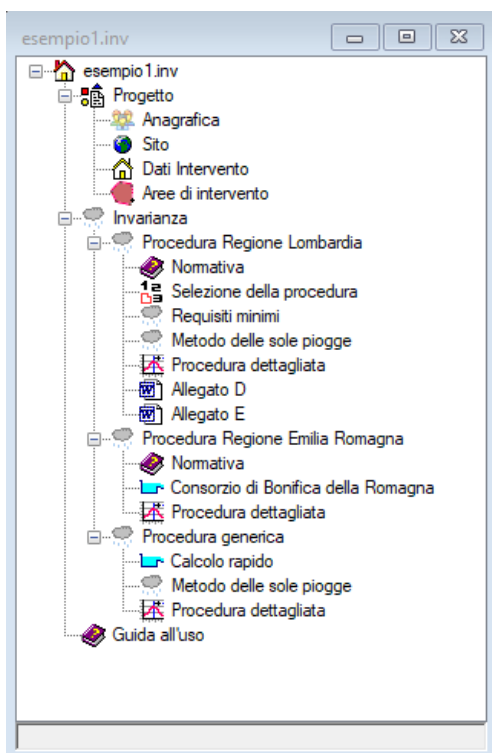 esempio1.inv
esempio1.inv
Progetto
Anagrafica
Sito
Dati Intervento
Aree di intervento
Invarianza
Procedura Regione Lombardia
Normativa
Selezione della procedura
Requisiti minimi
Metodo delle sole piogge
Procedura dettagliata
Allegato D
Allegato E
Procedura Regione Emilia Romagna
Normativa
Consorzio di Bonifica della Romagna
Procedura dettagliata
Procedura generica
Calcolo rapido
Metodo delle sole piogge
Procedura dettagliata
Guida all'uso